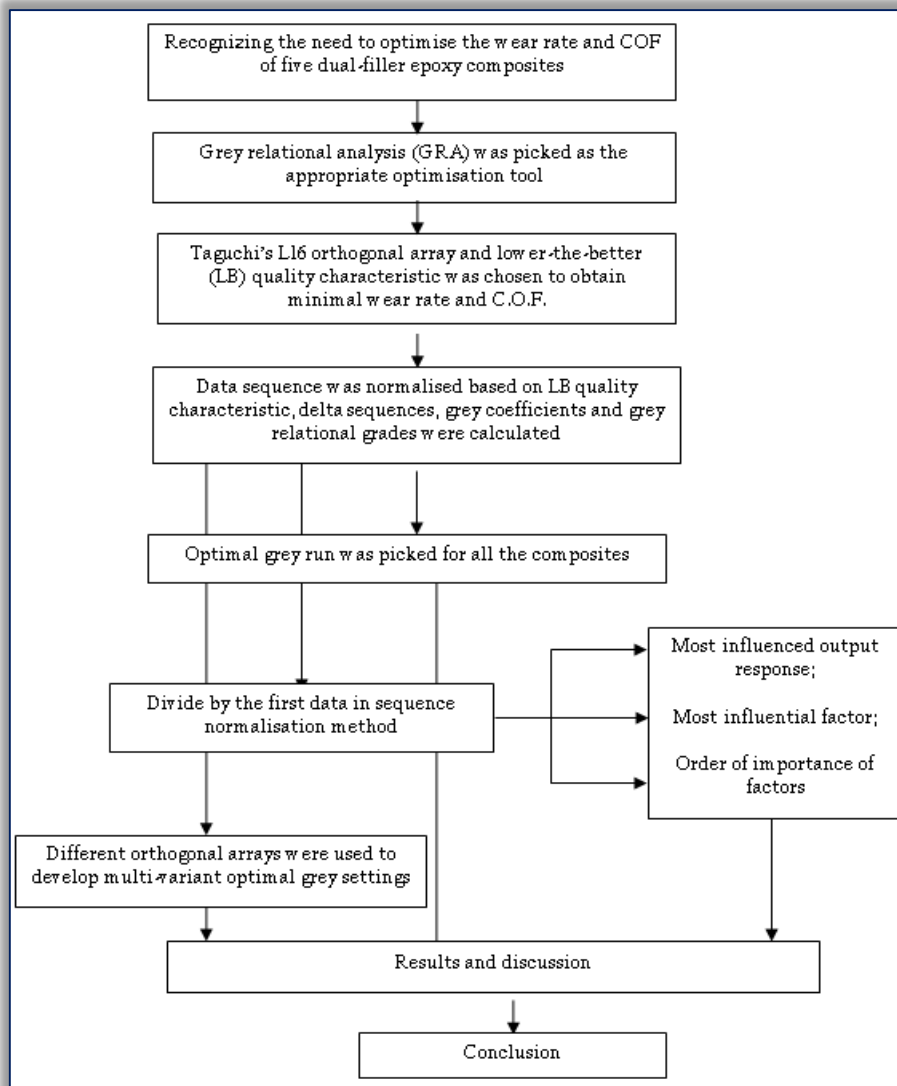 Recognizing the need to optimise the wear rate and COF
of five dual-filler epoxy composites
Grey relational analysis (GRA) was picked as the
appropriate optimisation tool
Taguchi's L16 orthogonal array and lower-the-better
(LB) quality characteristic was chosen to obtain
minimal wear rate and C.O.F.
Data sequence was normalised based on LB quality
characteristic, delta sequences, grey coefficients and grey
relational grades were calculated
Optimal grey run was picked for all the composites
Most influenced output
response;
Most influential factor;
Order of importance of
factors
Divide by the first data in sequence
normalisation method
Different orthogonal arrays were used to
develop multi-variant optimal grey settings
Results and discussion
Conclusion